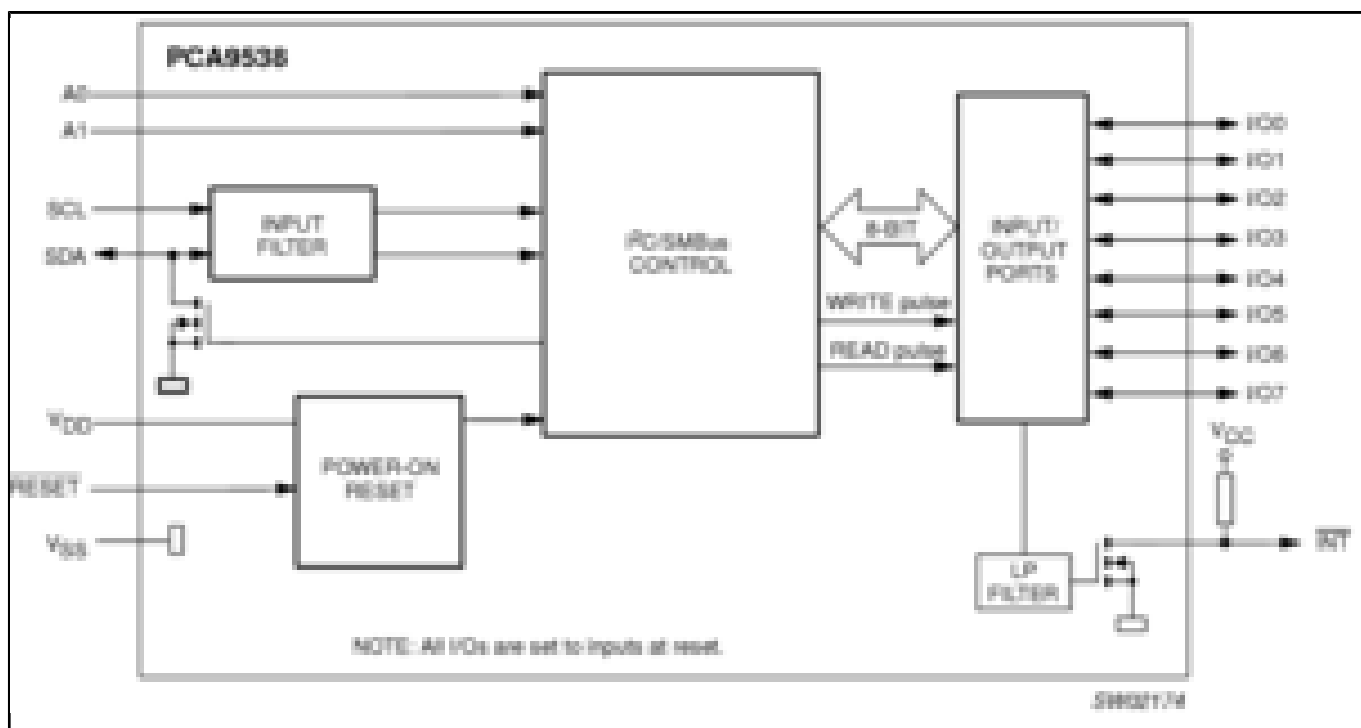 PCA9538
A0
A1
SCL
SDA
INPUT
FILTER
I²C/SMBus
CONTROL
8-BIT
WRITE pulse
READ pulse
INPUT/
OUTPUT
PORTS
I/O0
I/O1
I/O2
I/O3
I/O4
I/O5
I/O6
I/O7
VDD
RESET
VSS
POWER-ON
RESET
VCC
INT
LP
FILTER
NOTE: All I/Os are set to inputs at reset.
SW02174